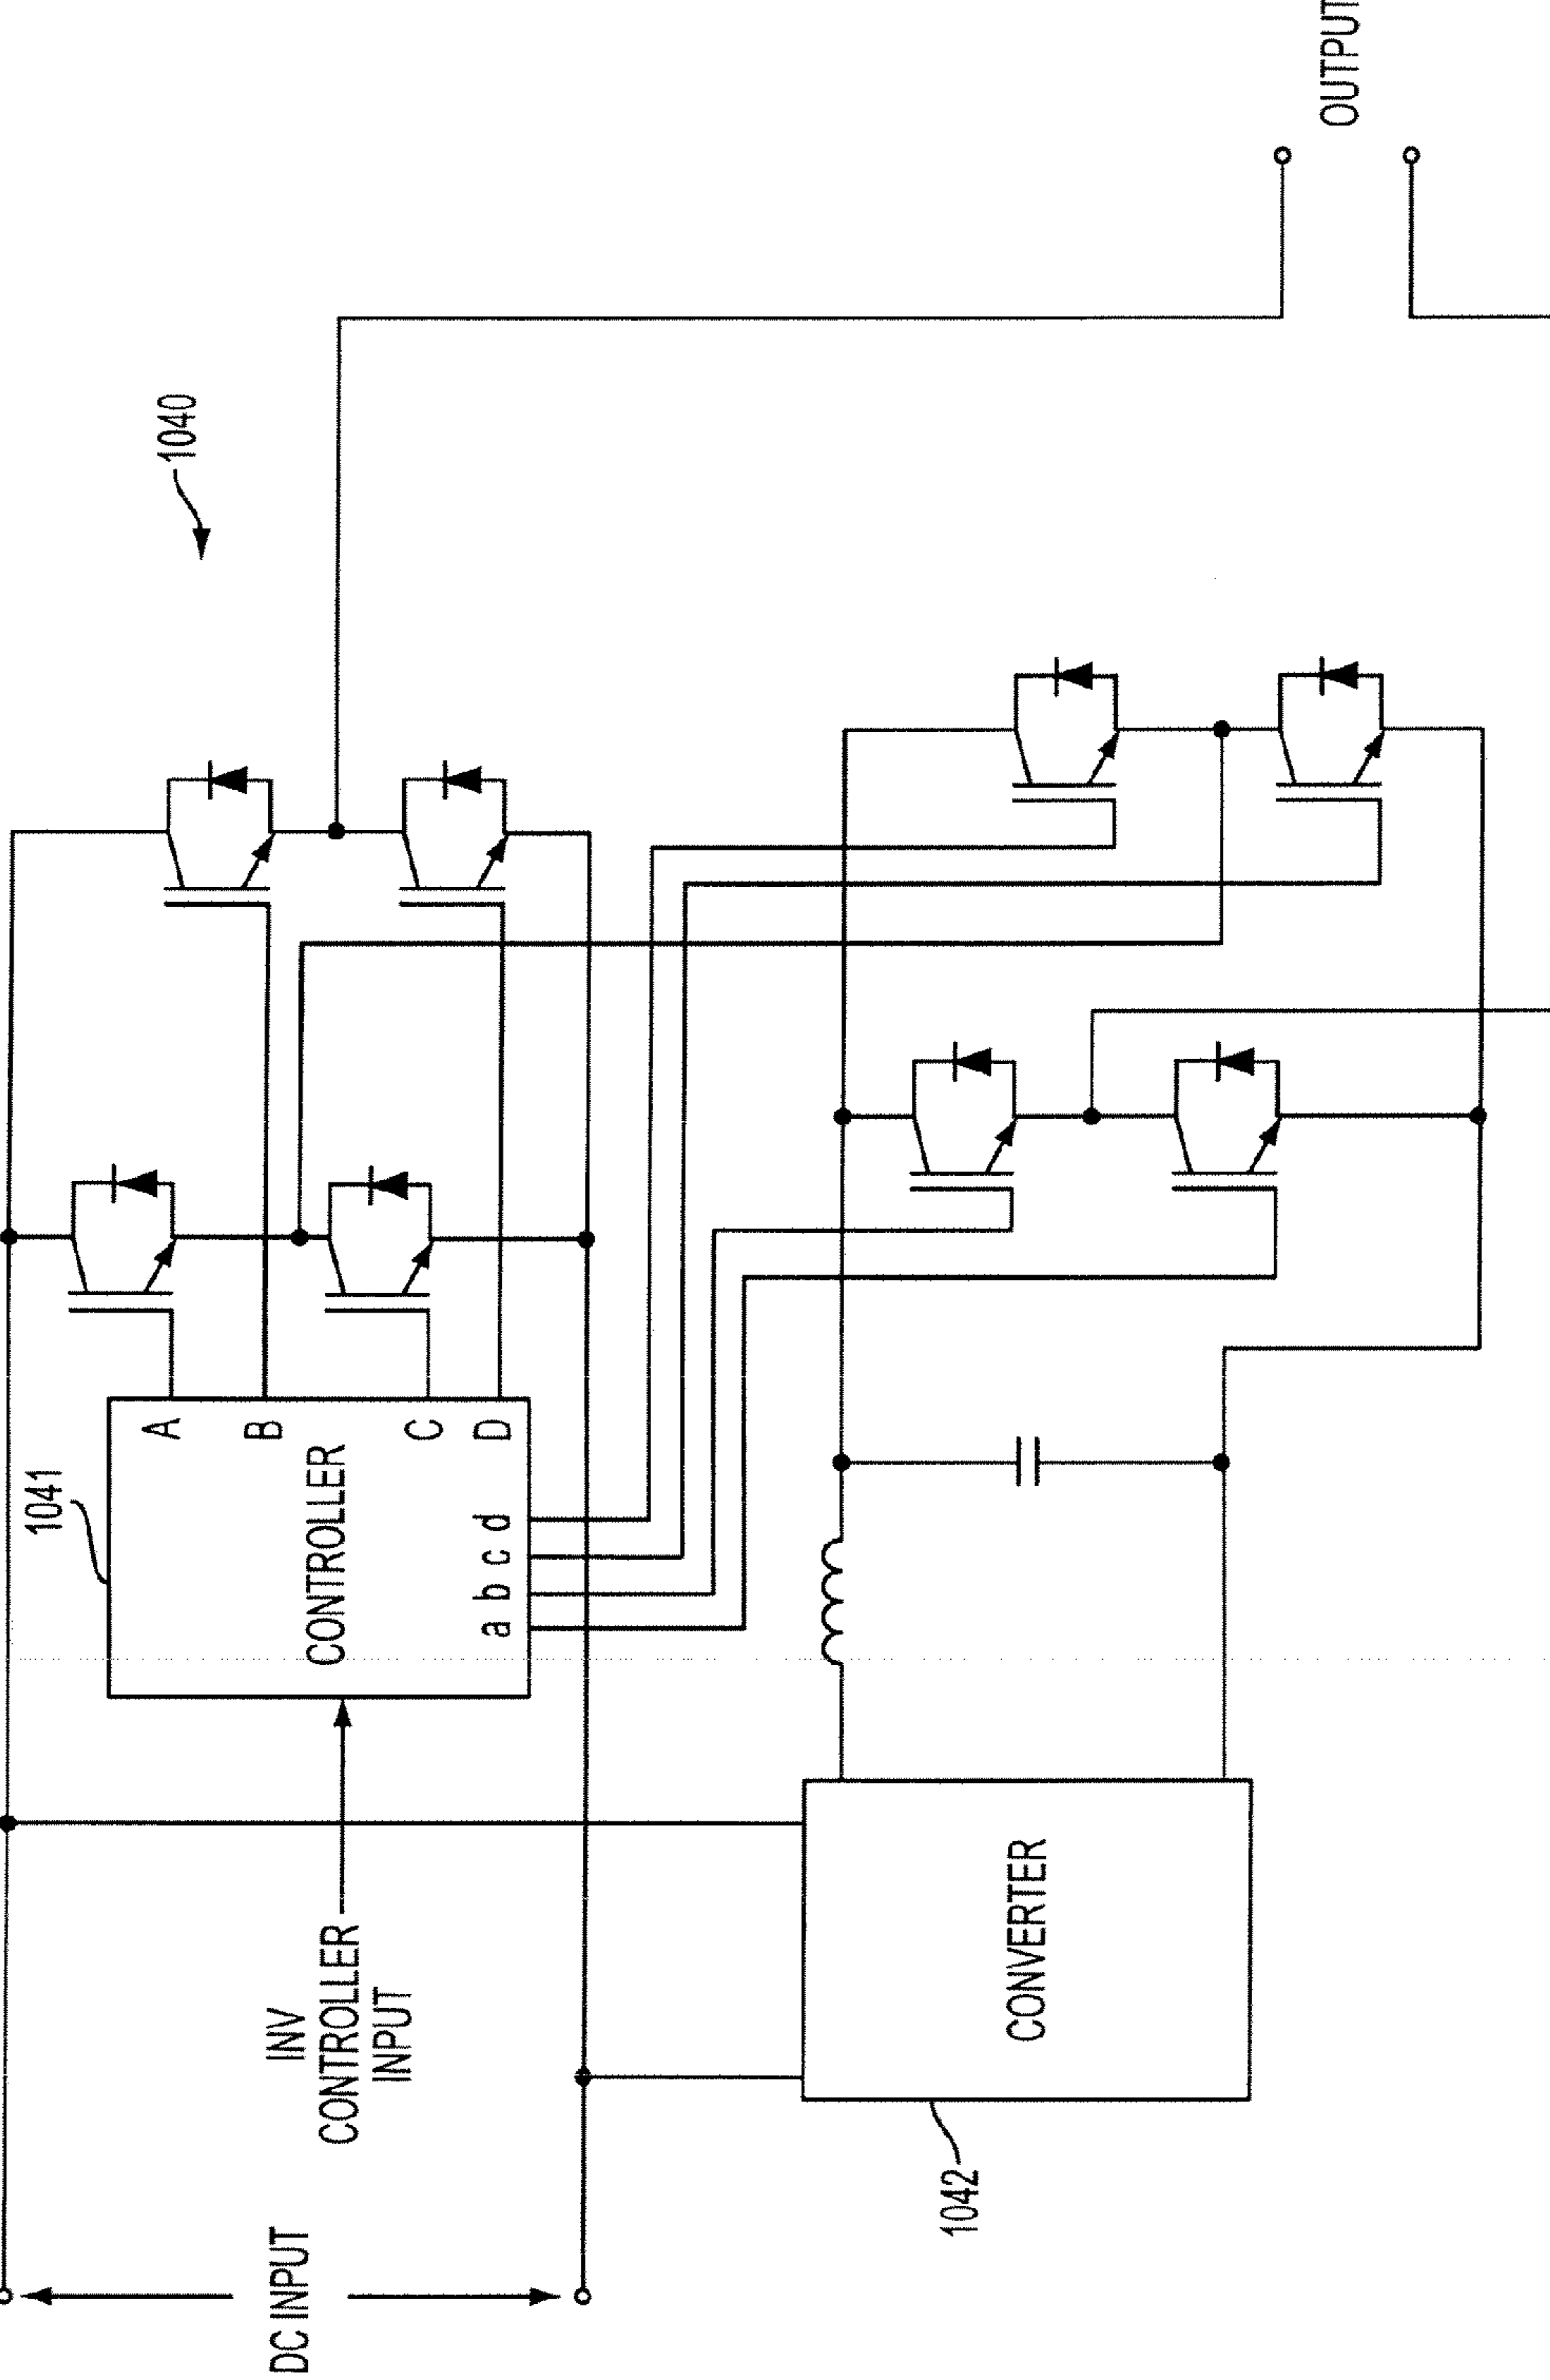 1040
1041
A
B
C
D
CONTROLLER
a b c d
INV
CONTROLLER
INPUT
DC INPUT
CONVERTER
1042
OUTPUT